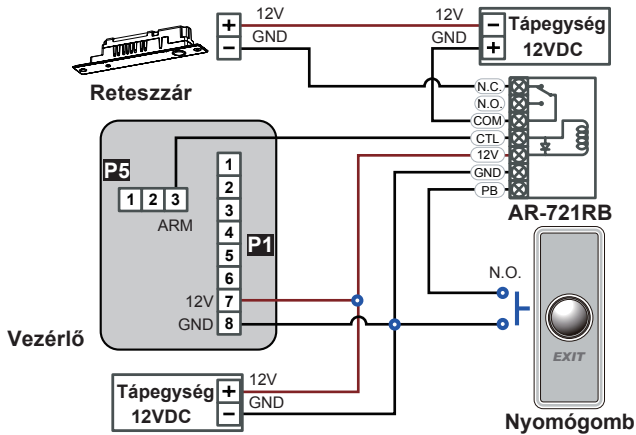 + 12V 12V − Tápegység
− GND GND + 12VDC
Reteszzár
N.C.
N.O.
COM
CTL
12V
GND
PB
AR-721RB
P5
1 2 3
ARM
P1
1
2
3
4
5
6
12V 7
GND 8
Vezérlő
N.O.
EXIT
Nyomógomb
Tápegység + 12V
12VDC − GND